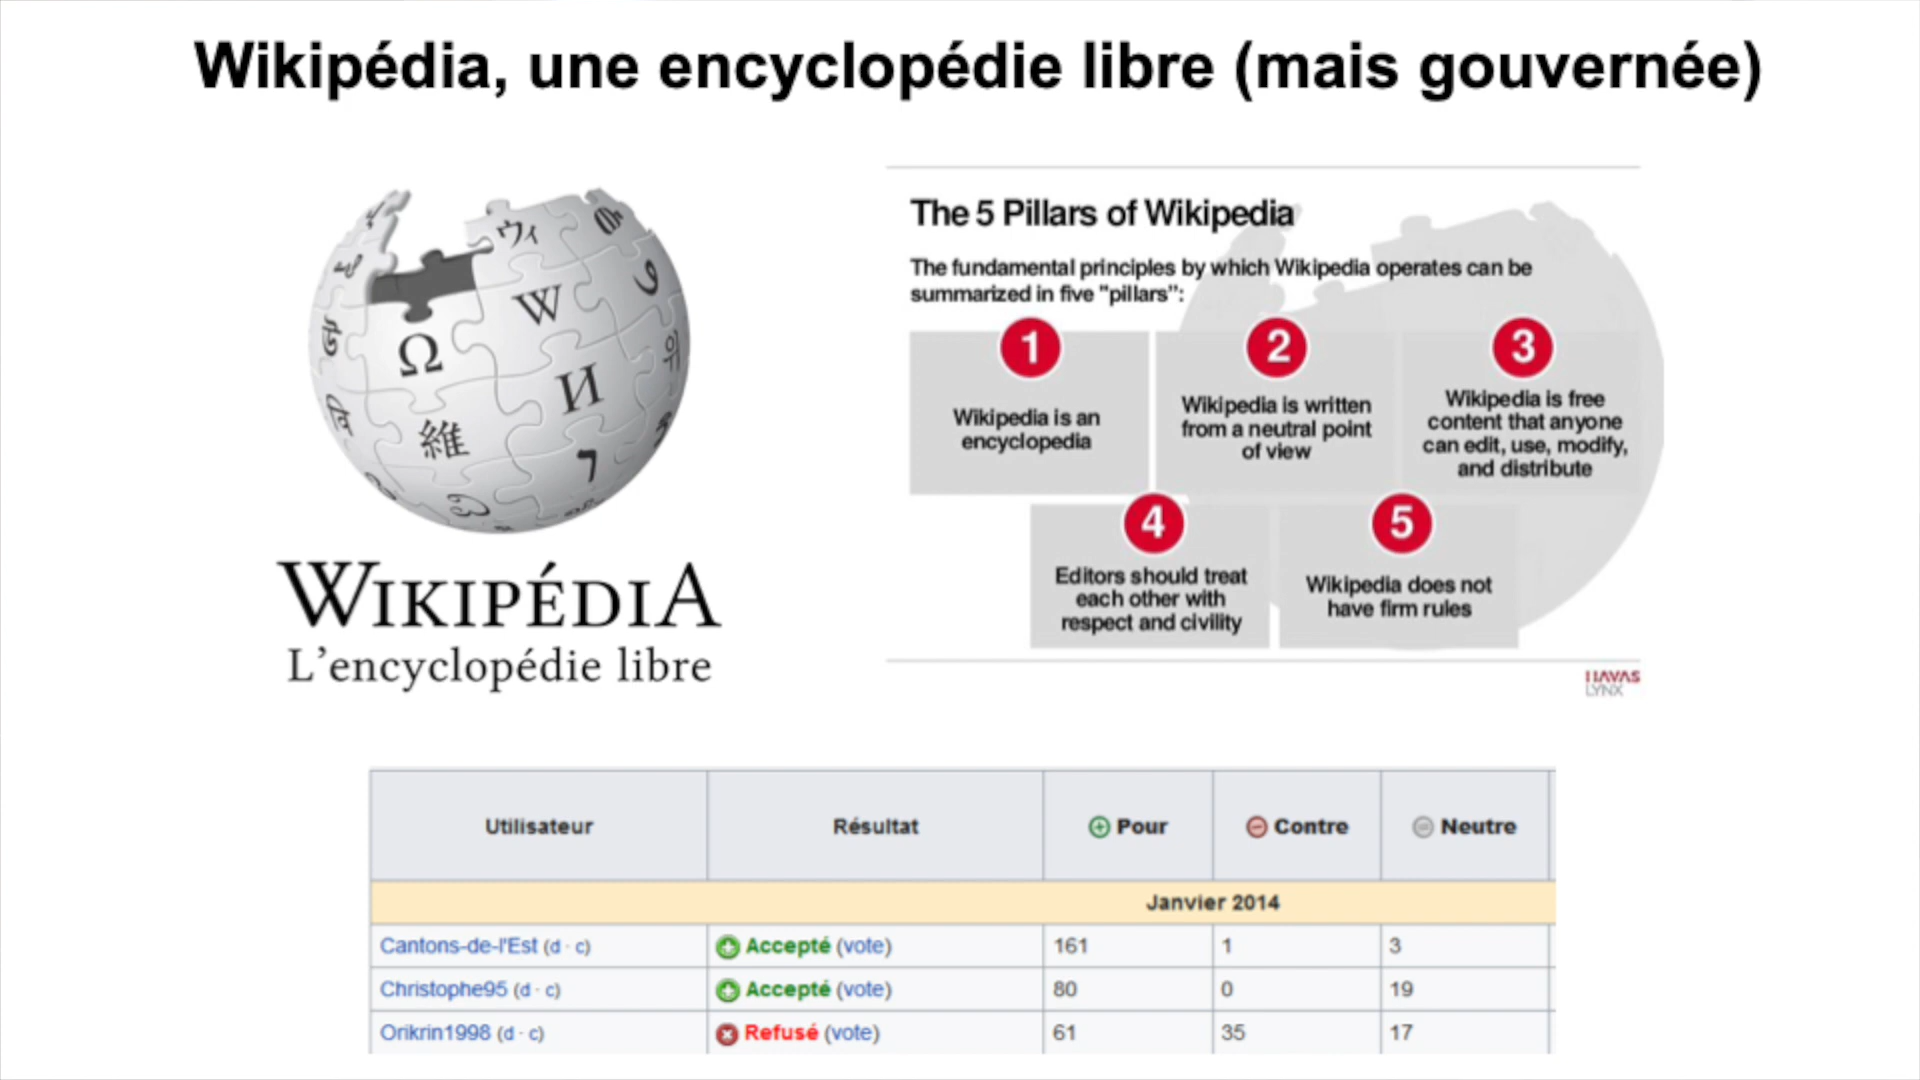 Wikipédia, une encyclopédie libre (mais gouvernée)
ウィ
W
Ω
И
維
7
WIKIPÉDIA
L'encyclopédie libre
The 5 Pillars of Wikipedia
The fundamental principles by which Wikipedia operates can be
summarized in five "pillars":
1
Wikipedia is an
encyclopedia
2
Wikipedia is written
from a neutral point
of view
3
Wikipedia is free
content that anyone
can edit, use, modify,
and distribute
4
Editors should treat
each other with
respect and civility
5
Wikipedia does not
have firm rules
HAVAS
LYNX
Utilisateur Résultat Pour Contre Neutre
Janvier 2014
Cantons-de-l'Est (d · c) Accepté (vote) 161 1 3
Christophe95 (d · c) Accepté (vote) 80 0 19
Orikrin1998 (d · c) Refusé (vote) 61 35 17